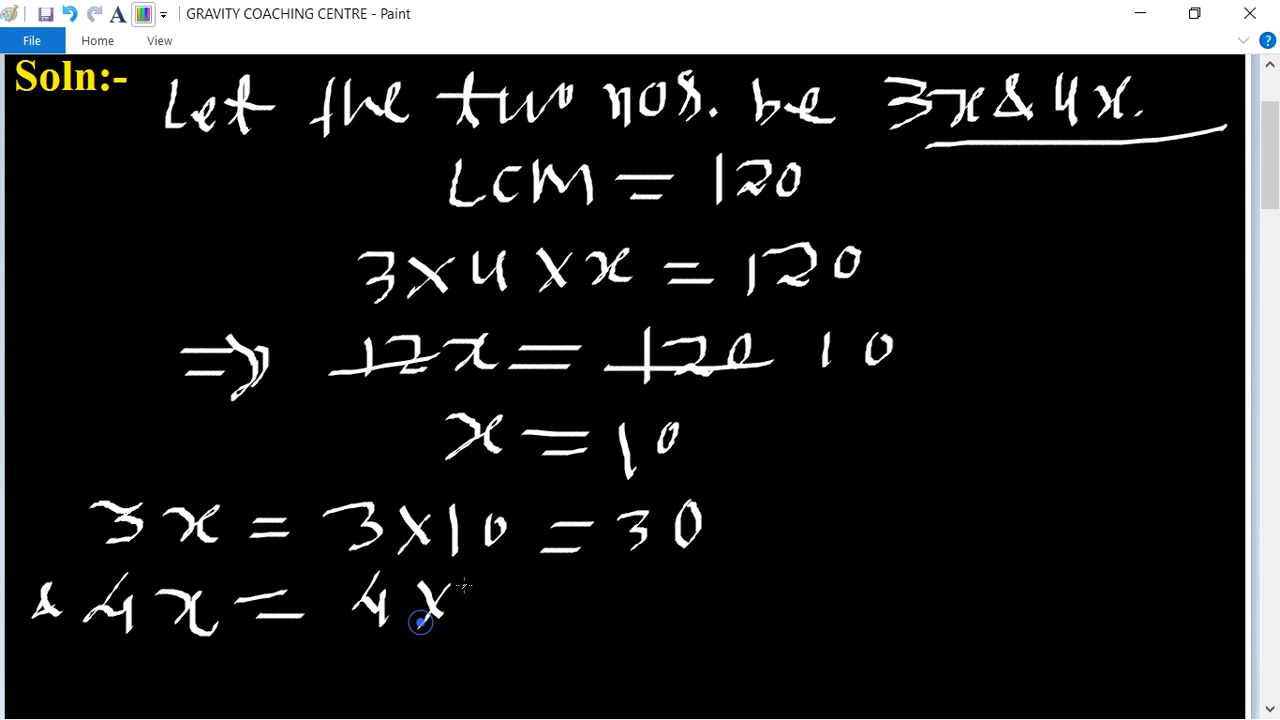 GRAVITY COACHING CENTRE - Paint
File Home View
Soln:-
Let the two nos. be 3x & 4x.
LCM = 120
3 × 4 × x = 120
⇒ 12x = 120 10
x = 10
3x = 3×10 = 30
& 4x = 4×